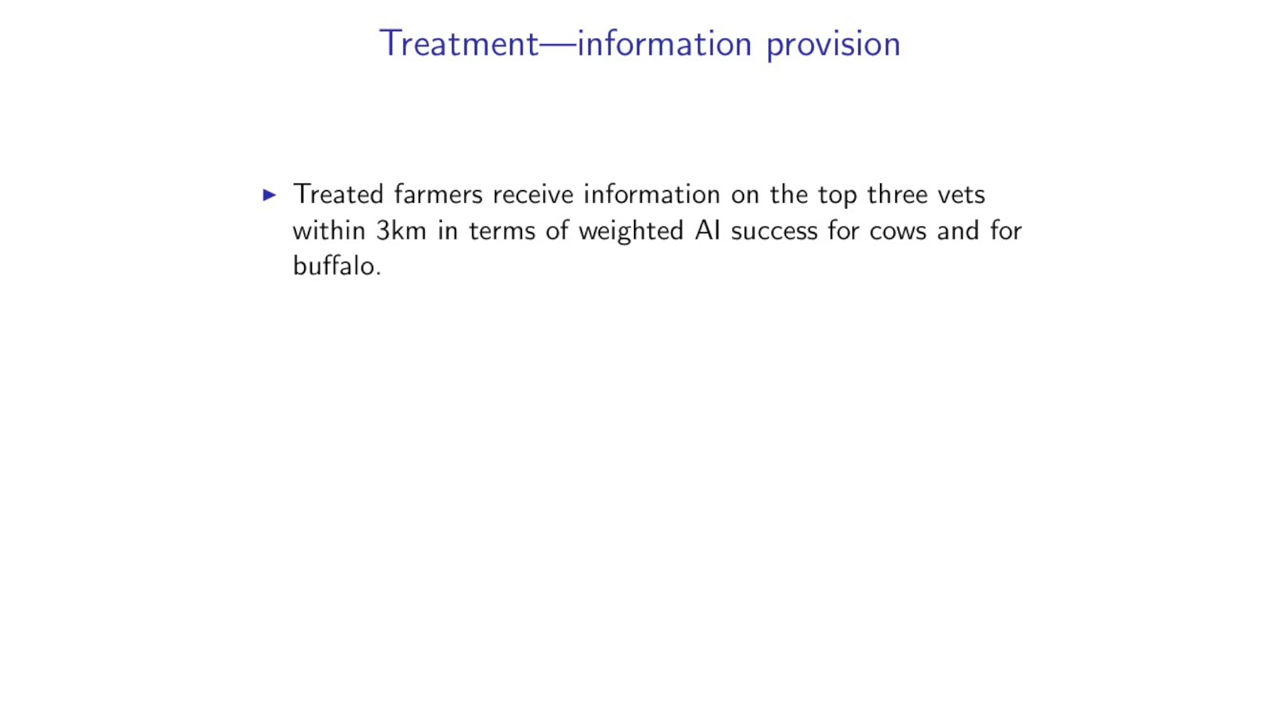 Treatment—information provision
▶ Treated farmers receive information on the top three vets
within 3km in terms of weighted AI success for cows and for
buffalo.